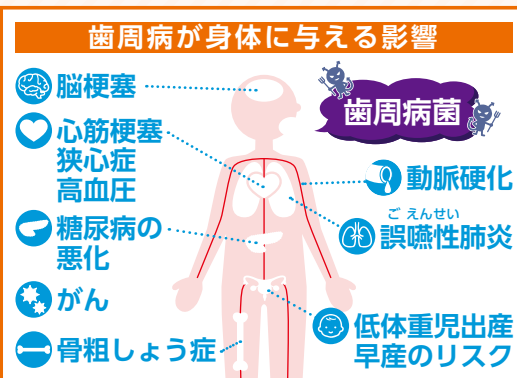 歯周病が身体に与える影響
脳梗塞
歯周病菌
心筋梗塞
狭心症
高血圧
動脈硬化
糖尿病の
悪化
ごえんせい
誤嚥性肺炎
がん
低体重児出産
早産のリスク
骨粗しょう症